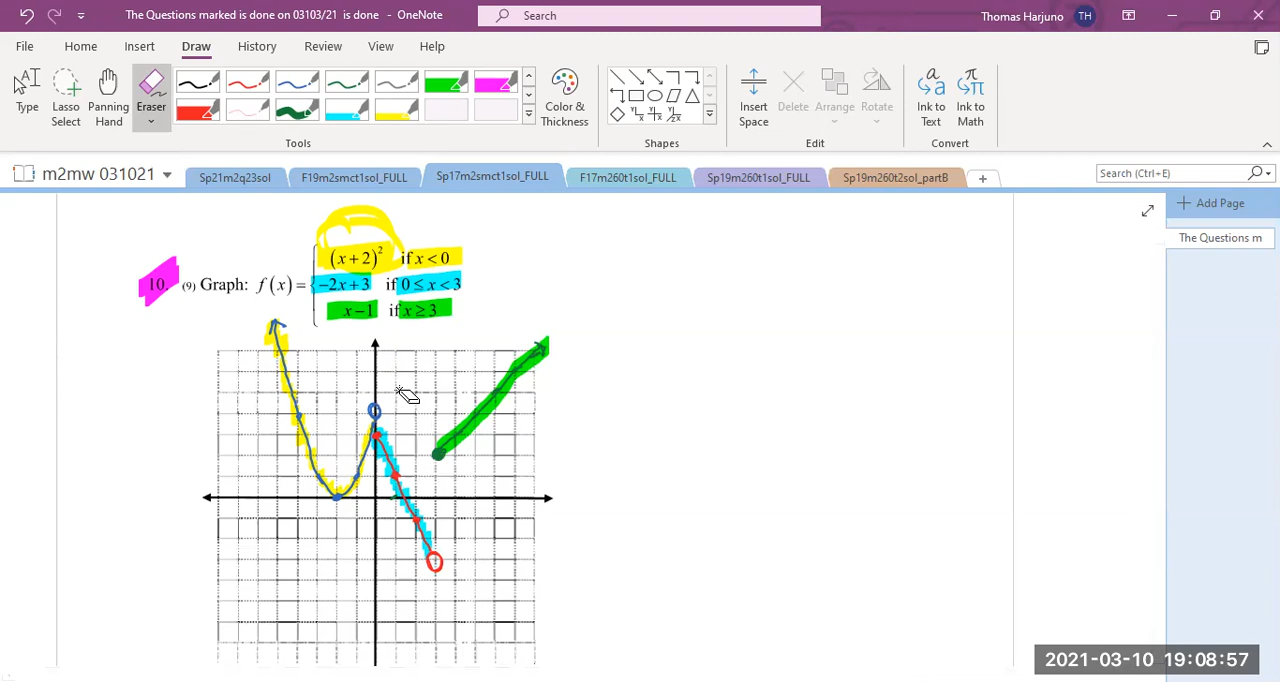 The Questions marked is done on 03103/21 is done - OneNote
Search
Thomas Harjuno TH
File Home Insert Draw History Review View Help
Type
Lasso Select
Panning Hand
Eraser
Color & Thickness
Insert Space
Delete
Arrange
Rotate
Ink to Text
Ink to Math
Tools
Shapes
Edit
Convert
m2mw 031021
Sp21m2q23sol
F19m2smct1sol_FULL
Sp17m2smct1sol_FULL
F17m260t1sol_FULL
Sp19m260t1sol_FULL
Sp19m260t2sol_partB
Search (Ctrl+E)
Add Page
The Questions m
(x+2)² if x < 0
10. (9) Graph: f(x) = { −2x+3 if 0 ≤ x < 3
x−1 if x ≥ 3
2021-03-10 19:08:57